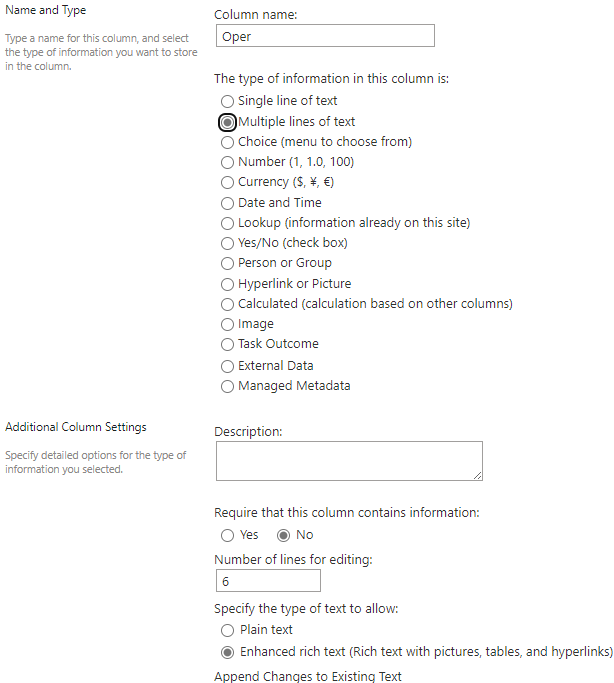 Name and Type
Type a name for this column, and select
the type of information you want to store
in the column.
Column name:
Oper
The type of information in this column is:
Single line of text
Multiple lines of text
Choice (menu to choose from)
Number (1, 1.0, 100)
Currency ($, ¥, €)
Date and Time
Lookup (information already on this site)
Yes/No (check box)
Person or Group
Hyperlink or Picture
Calculated (calculation based on other columns)
Image
Task Outcome
External Data
Managed Metadata
Additional Column Settings
Specify detailed options for the type of
information you selected.
Description:
Require that this column contains information:
Yes No
Number of lines for editing:
6
Specify the type of text to allow:
Plain text
Enhanced rich text (Rich text with pictures, tables, and hyperlinks)
Append Changes to Existing Text